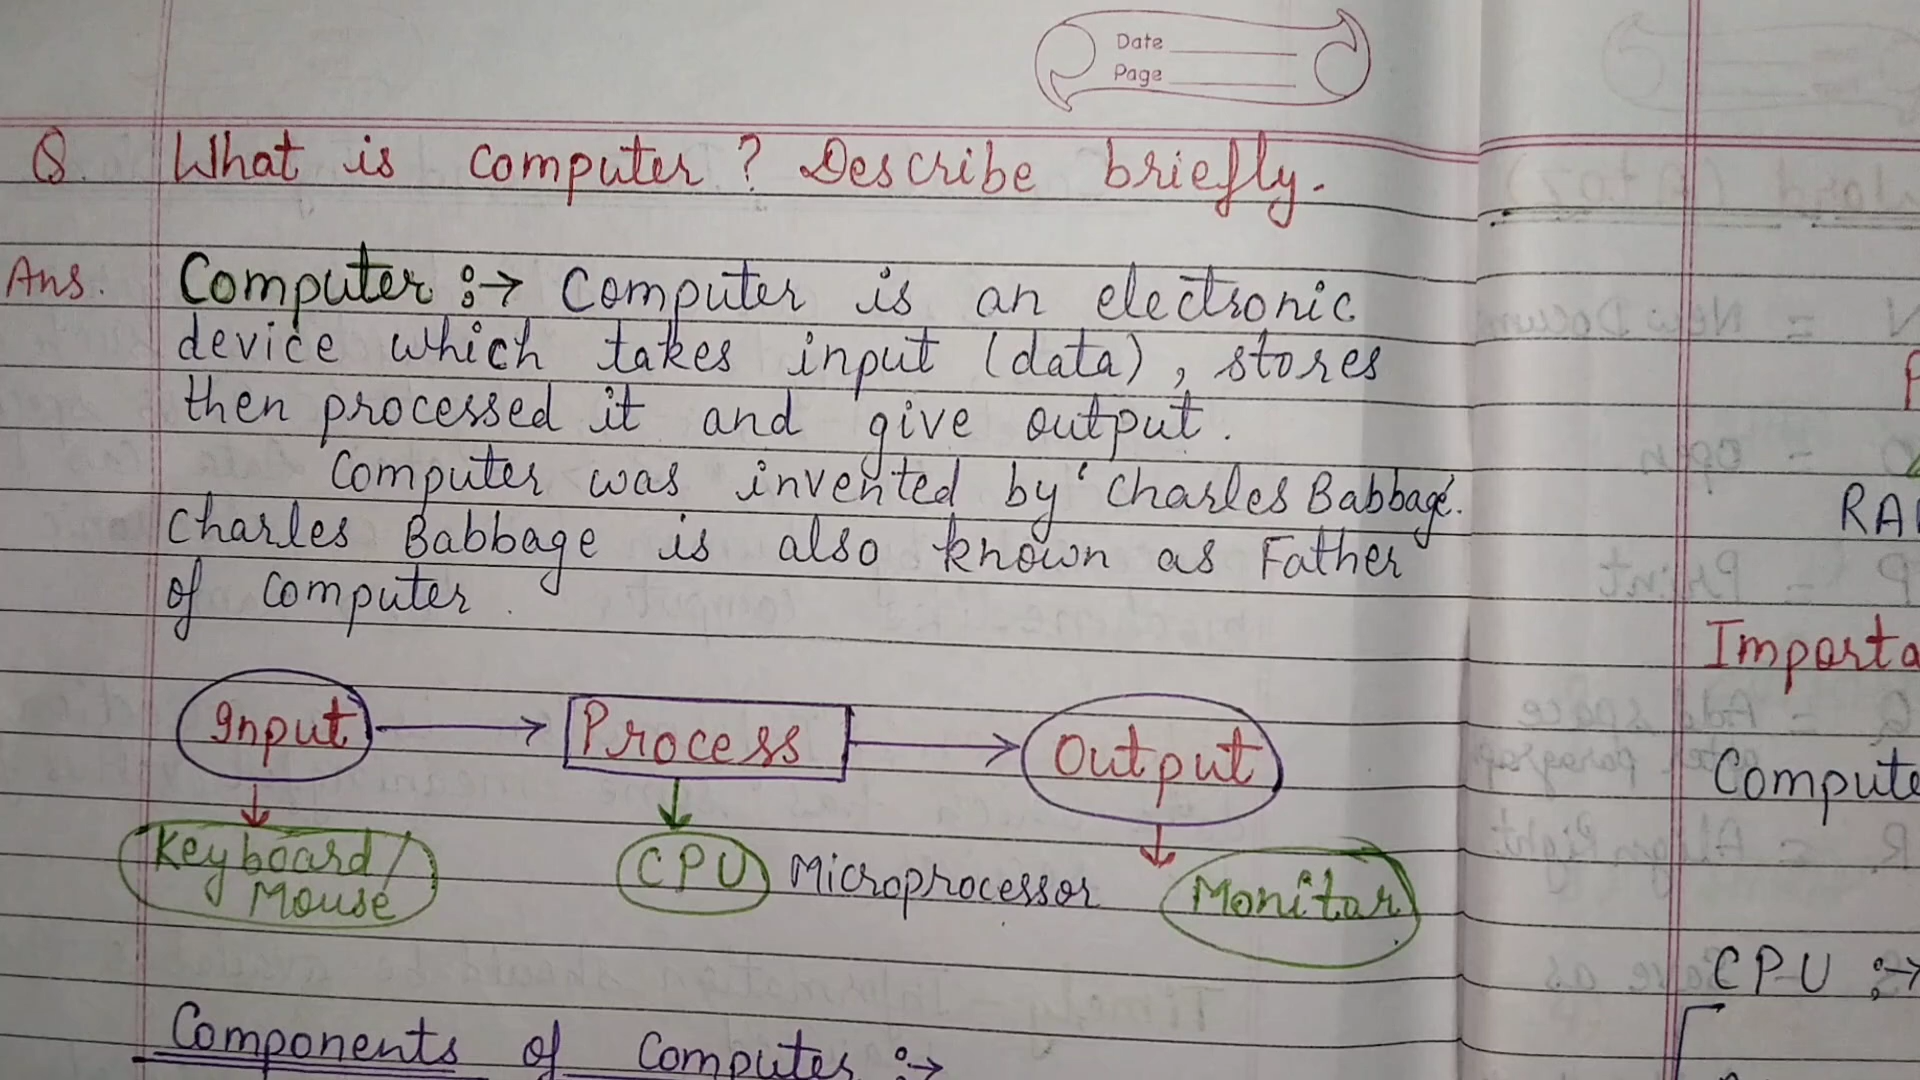 Date
Page
Q. What is computer? Describe briefly.
Ans. Computer :→ Computer is an electronic
device which takes input (data), stores
then processed it and give output.
Computer was invented by 'Charles Babbage'.
Charles Babbage is also known as Father
of computer.
Input → Process → Output
Keyboard/
Mouse
CPU Microprocessor
Monitor
Components of Computer :→
RA
Importa
Compute
CPU :→